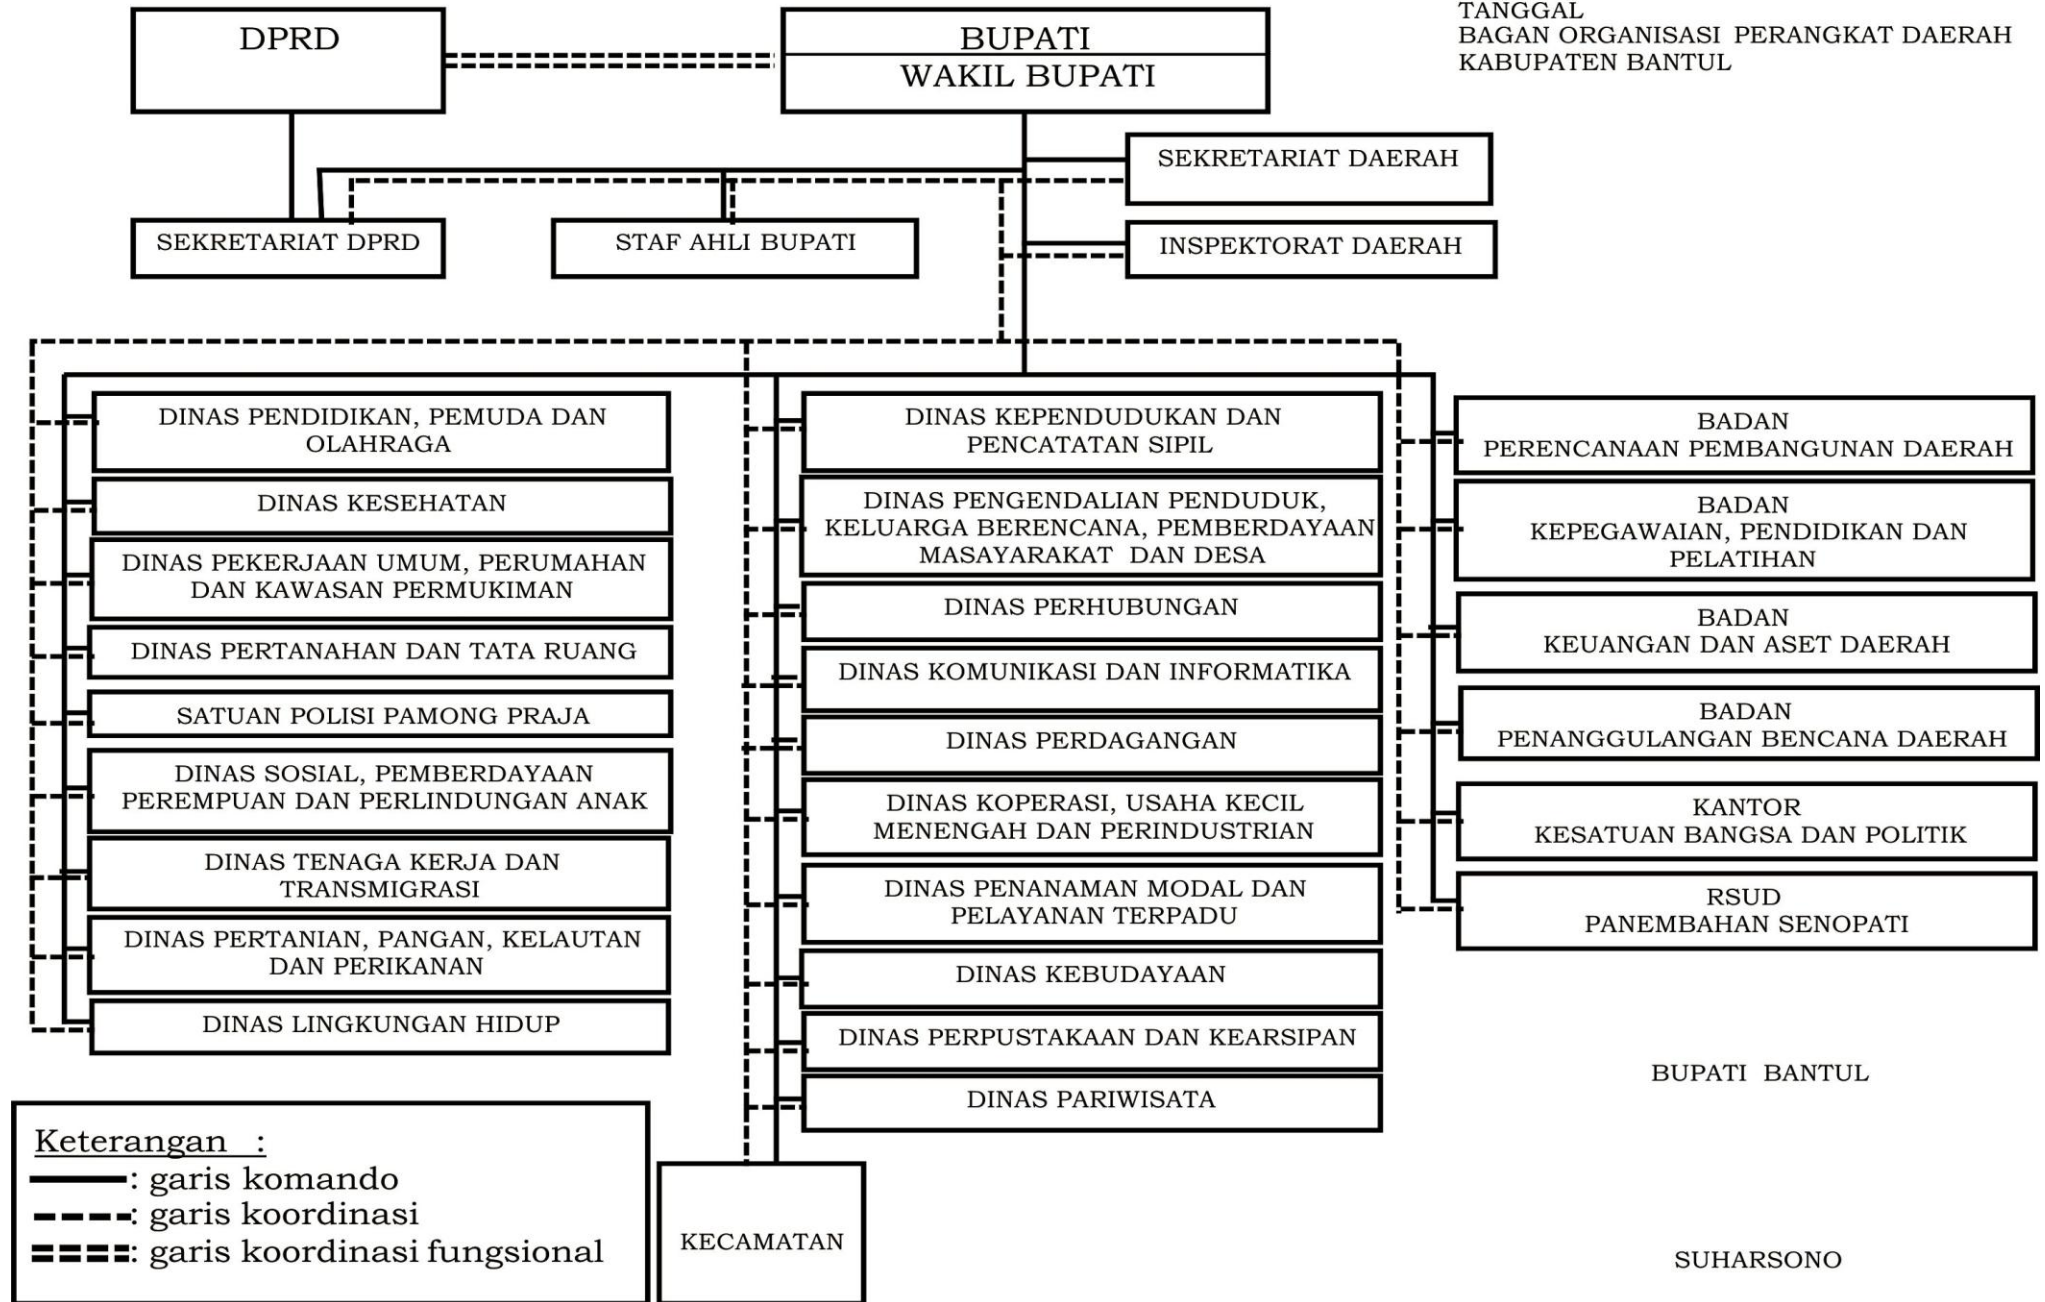 TANGGAL
BAGAN ORGANISASI PERANGKAT DAERAH
KABUPATEN BANTUL
DPRD
BUPATI
WAKIL BUPATI
SEKRETARIAT DAERAH
SEKRETARIAT DPRD
STAF AHLI BUPATI
INSPEKTORAT DAERAH
DINAS PENDIDIKAN, PEMUDA DAN
OLAHRAGA
DINAS KESEHATAN
DINAS PEKERJAAN UMUM, PERUMAHAN
DAN KAWASAN PERMUKIMAN
DINAS PERTANAHAN DAN TATA RUANG
SATUAN POLISI PAMONG PRAJA
DINAS SOSIAL, PEMBERDAYAAN
PEREMPUAN DAN PERLINDUNGAN ANAK
DINAS TENAGA KERJA DAN
TRANSMIGRASI
DINAS PERTANIAN, PANGAN, KELAUTAN
DAN PERIKANAN
DINAS LINGKUNGAN HIDUP
DINAS KEPENDUDUKAN DAN
PENCATATAN SIPIL
DINAS PENGENDALIAN PENDUDUK,
KELUARGA BERENCANA, PEMBERDAYAAN
MASAYARAKAT DAN DESA
DINAS PERHUBUNGAN
DINAS KOMUNIKASI DAN INFORMATIKA
DINAS PERDAGANGAN
DINAS KOPERASI, USAHA KECIL
MENENGAH DAN PERINDUSTRIAN
DINAS PENANAMAN MODAL DAN
PELAYANAN TERPADU
DINAS KEBUDAYAAN
DINAS PERPUSTAKAAN DAN KEARSIPAN
DINAS PARIWISATA
KECAMATAN
BADAN
PERENCANAAN PEMBANGUNAN DAERAH
BADAN
KEPEGAWAIAN, PENDIDIKAN DAN
PELATIHAN
BADAN
KEUANGAN DAN ASET DAERAH
BADAN
PENANGGULANGAN BENCANA DAERAH
KANTOR
KESATUAN BANGSA DAN POLITIK
RSUD
PANEMBAHAN SENOPATI
BUPATI BANTUL
SUHARSONO
Keterangan :
: garis komando
: garis koordinasi
: garis koordinasi fungsional